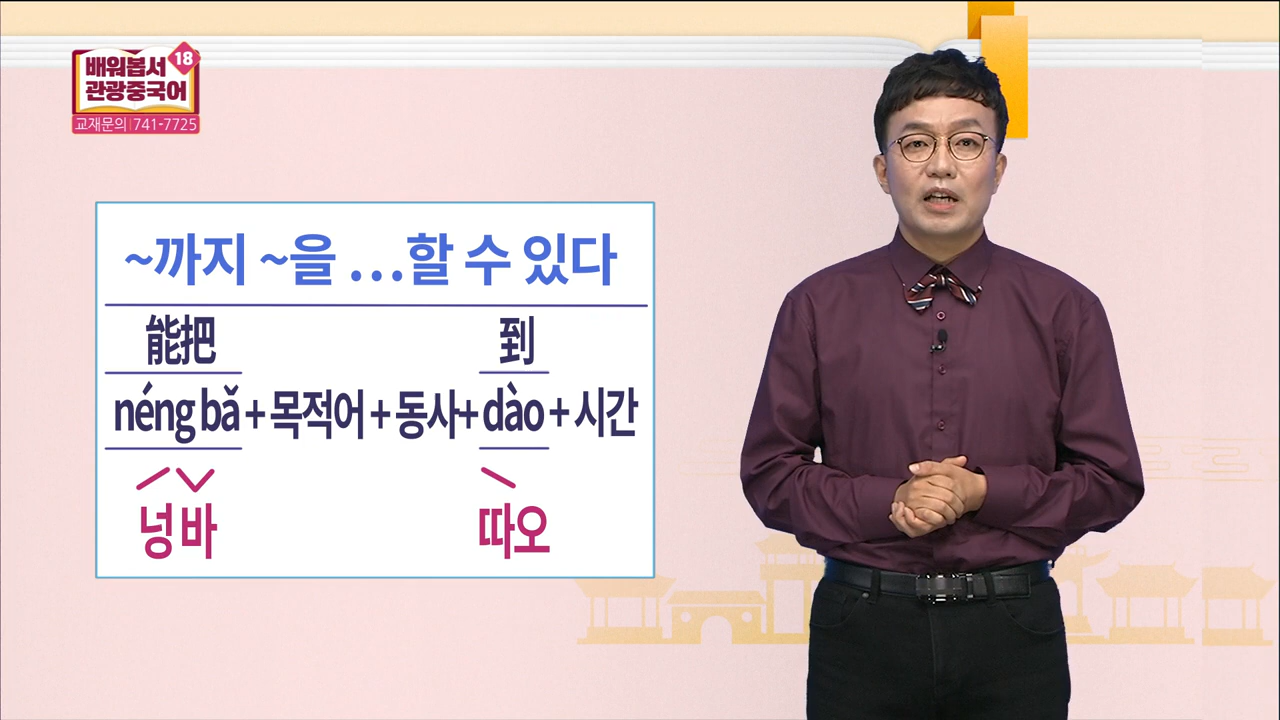 배워봅서 18
관광중국어
교재문의 | 741-7725
~까지 ~을 …할 수 있다
能把 到
néng bǎ + 목적어 + 동사 + dào + 시간
넝 바 따오